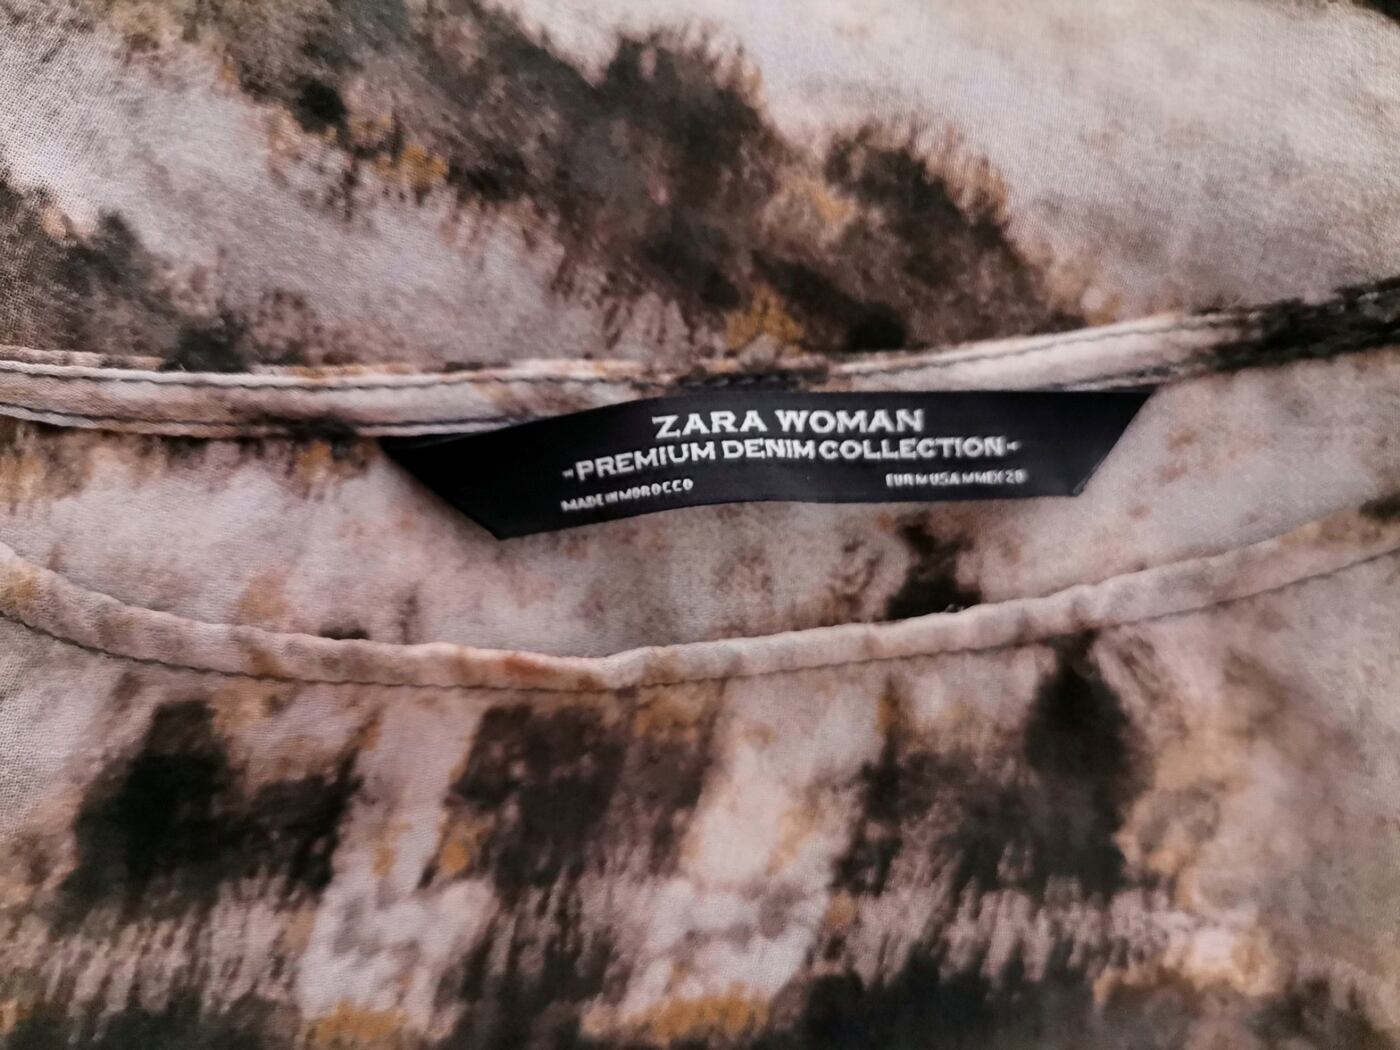 ZARA WOMAN
-PREMIUM DENIM COLLECTION-
MADE IN MOROCCO
EUR M USA M MEX 28